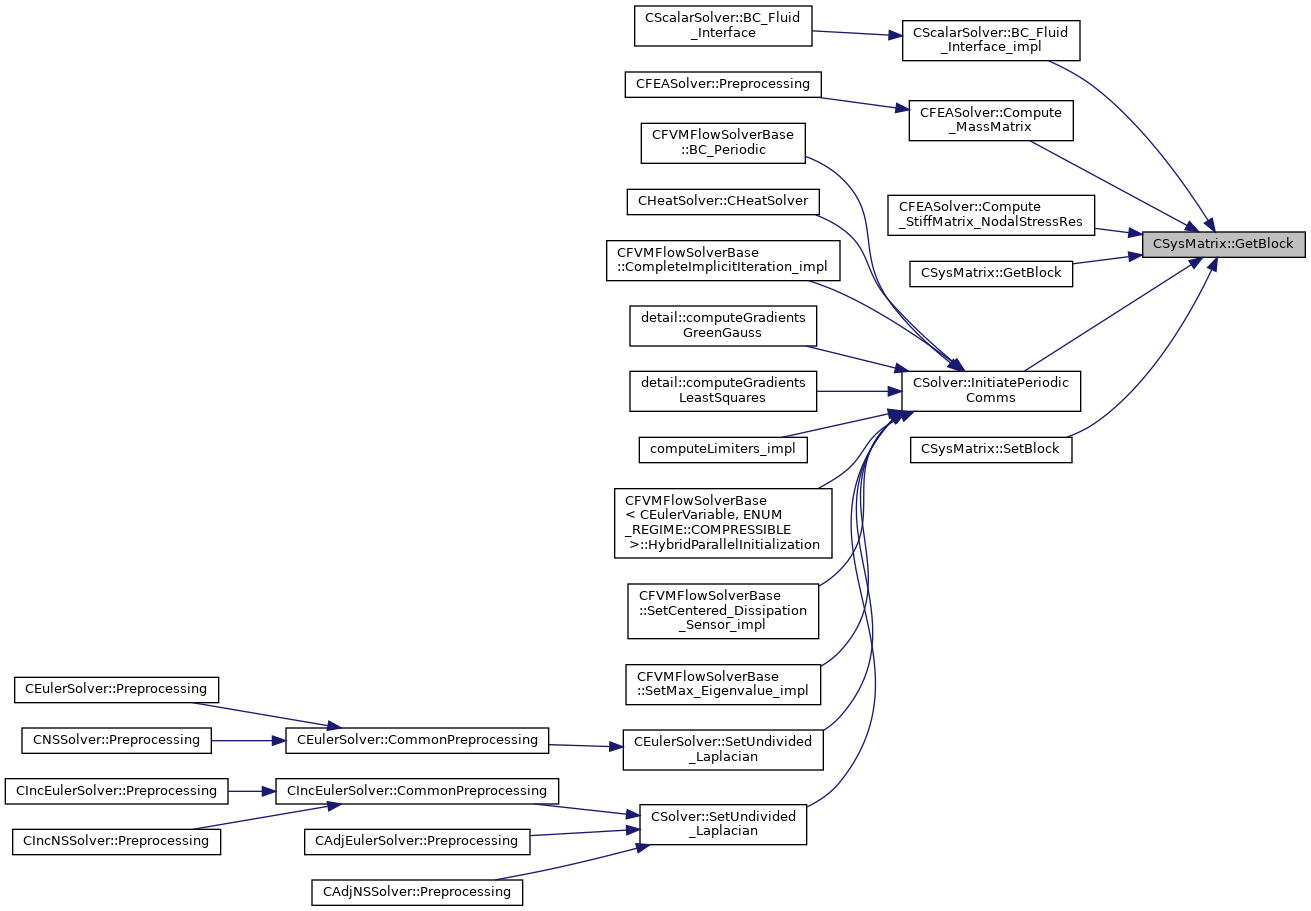 CScalarSolver::BC_Fluid
_Interface
CScalarSolver::BC_Fluid
_Interface_impl
CFEASolver::Preprocessing
CFEASolver::Compute
_MassMatrix
CFVMFlowSolverBase
::BC_Periodic
CHeatSolver::CHeatSolver
CFEASolver::Compute
_StiffMatrix_NodalStressRes
CSysMatrix::GetBlock
CFVMFlowSolverBase
::CompleteImplicitIteration_impl
CSysMatrix::GetBlock
detail::computeGradients
GreenGauss
detail::computeGradients
LeastSquares
CSolver::InitiatePeriodic
Comms
computeLimiters_impl
CSysMatrix::SetBlock
CFVMFlowSolverBase
< CEulerVariable, ENUM
_REGIME::COMPRESSIBLE
>::HybridParallelInitialization
CFVMFlowSolverBase
::SetCentered_Dissipation
_Sensor_impl
CFVMFlowSolverBase
::SetMax_Eigenvalue_impl
CEulerSolver::Preprocessing
CNSSolver::Preprocessing
CEulerSolver::CommonPreprocessing
CEulerSolver::SetUndivided
_Laplacian
CIncEulerSolver::Preprocessing
CIncEulerSolver::CommonPreprocessing
CSolver::SetUndivided
_Laplacian
CIncNSSolver::Preprocessing
CAdjEulerSolver::Preprocessing
CAdjNSSolver::Preprocessing